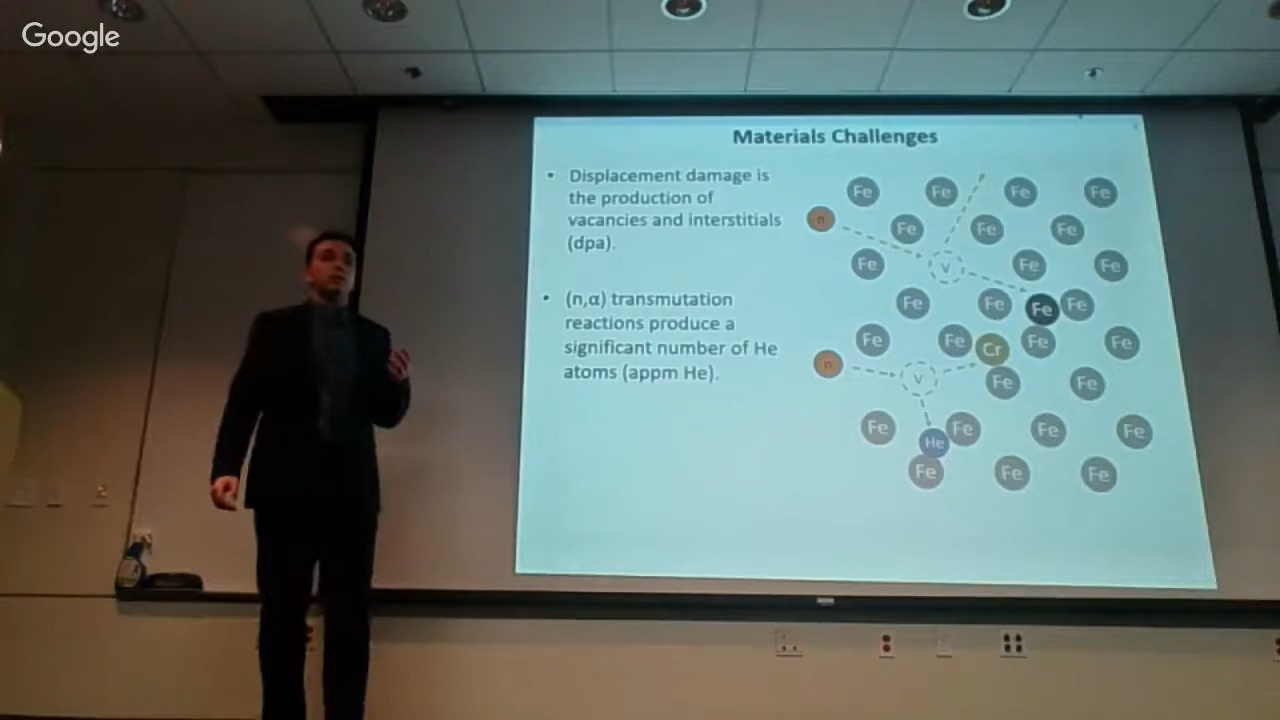 Google
Materials Challenges
• Displacement damage is
the production of
vacancies and interstitials
(dpa).
• (n,α) transmutation
reactions produce a
significant number of He
atoms (appm He).
Fe Fe Fe Fe
n
Fe Fe Fe
Fe V Fe Fe
Fe Fe Fe Fe
Fe Fe Cr Fe Fe
n V Fe Fe
Fe He Fe Fe Fe
Fe Fe Fe